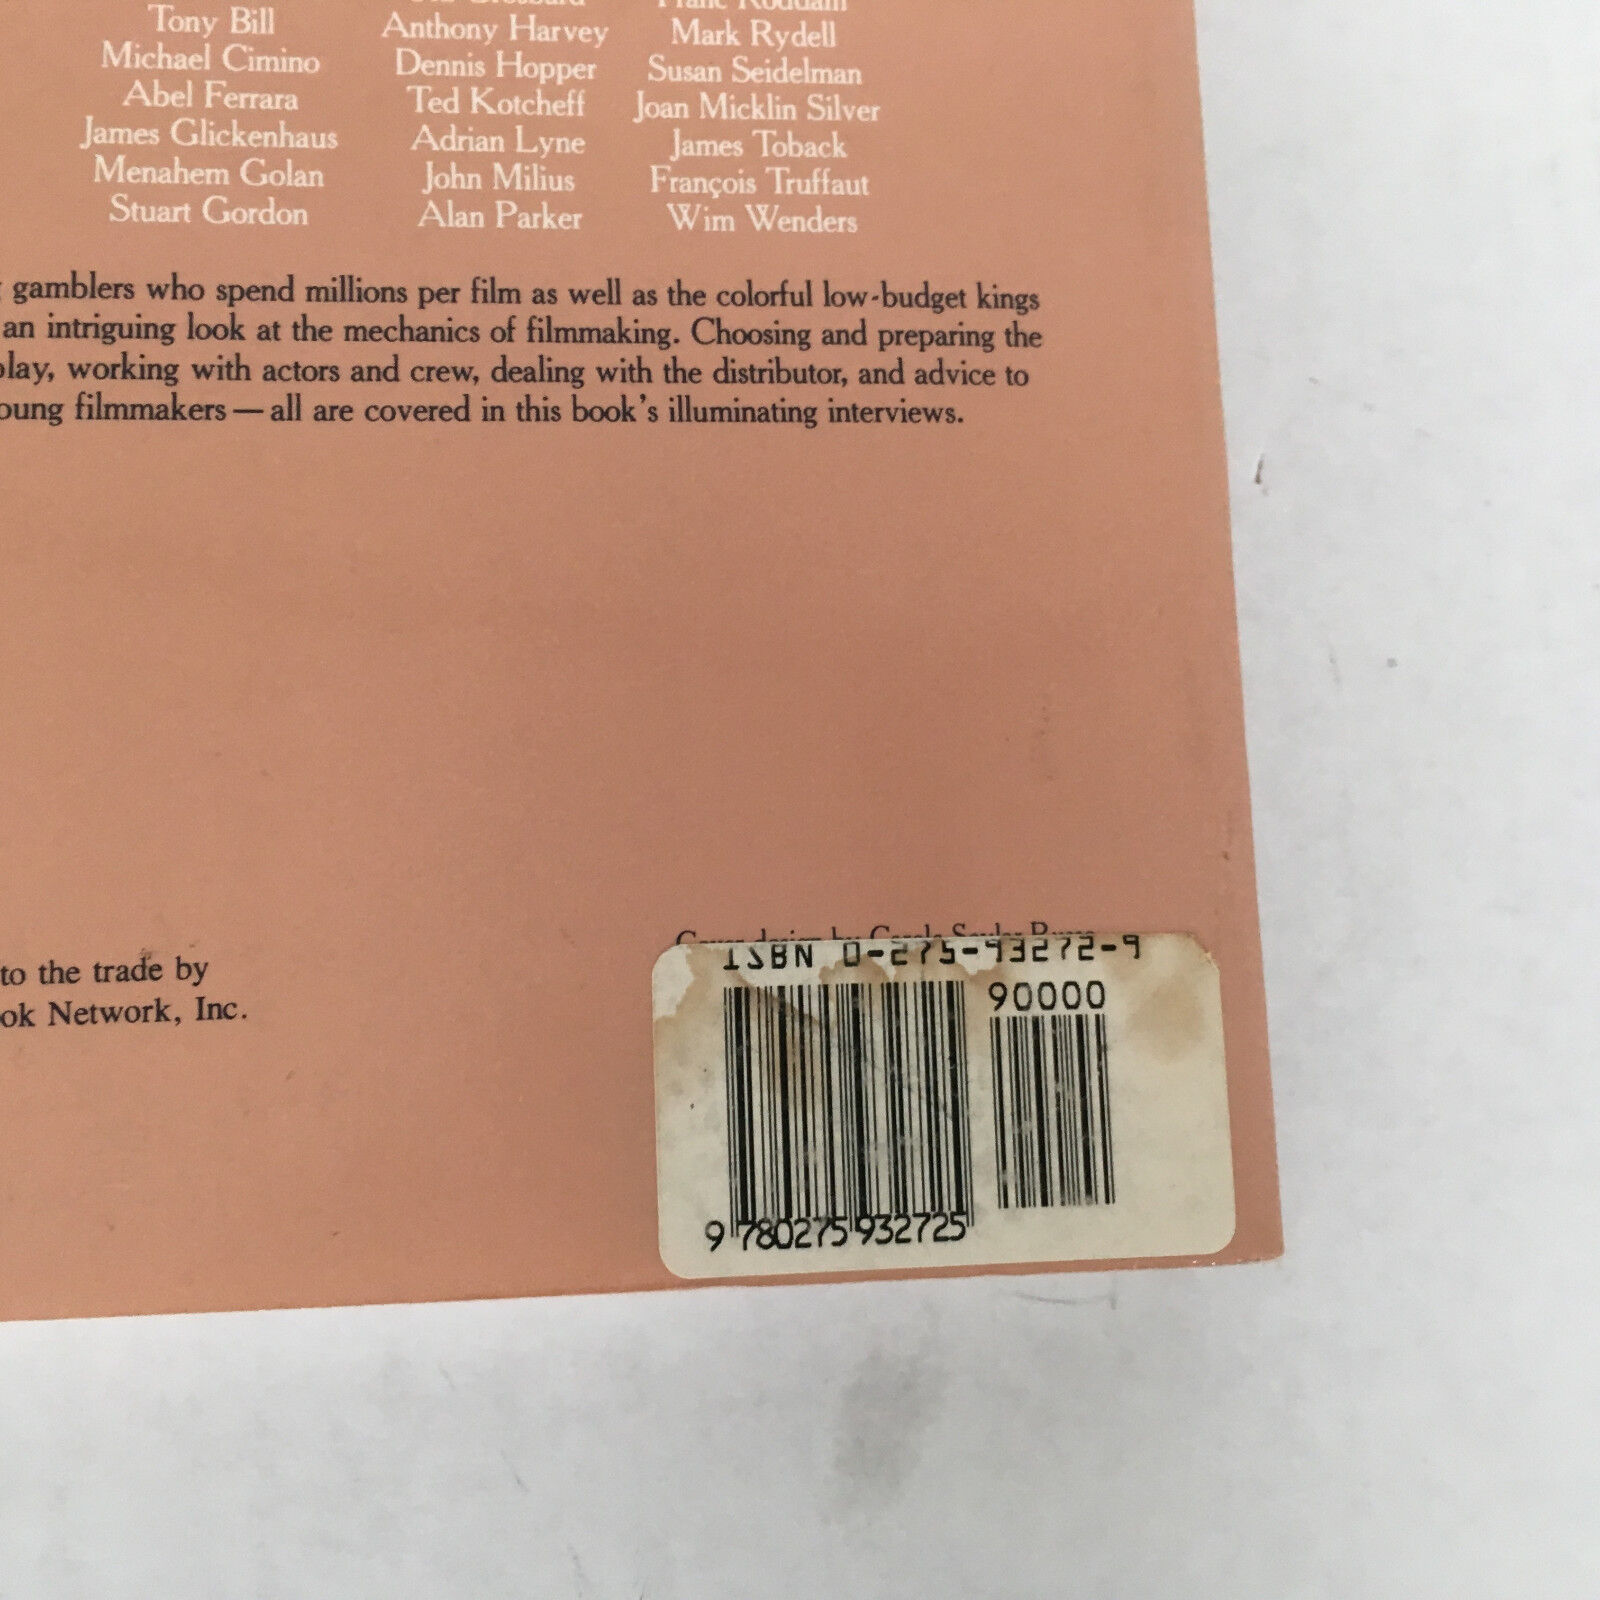 Tony Bill Anthony Harvey Mark Rydell
Michael Cimino Dennis Hopper Susan Seidelman
Abel Ferrara Ted Kotcheff Joan Micklin Silver
James Glickenhaus Adrian Lyne James Toback
Menahem Golan John Milius François Truffaut
Stuart Gordon Alan Parker Wim Wenders
gamblers who spend millions per film as well as the colorful low-budget kings
an intriguing look at the mechanics of filmmaking. Choosing and preparing the
play, working with actors and crew, dealing with the distributor, and advice to
oung filmmakers — all are covered in this book's illuminating interviews.
to the trade by
ok Network, Inc.
Cover design by
ISBN 0-275-93272-9
90000
9 780275 932725